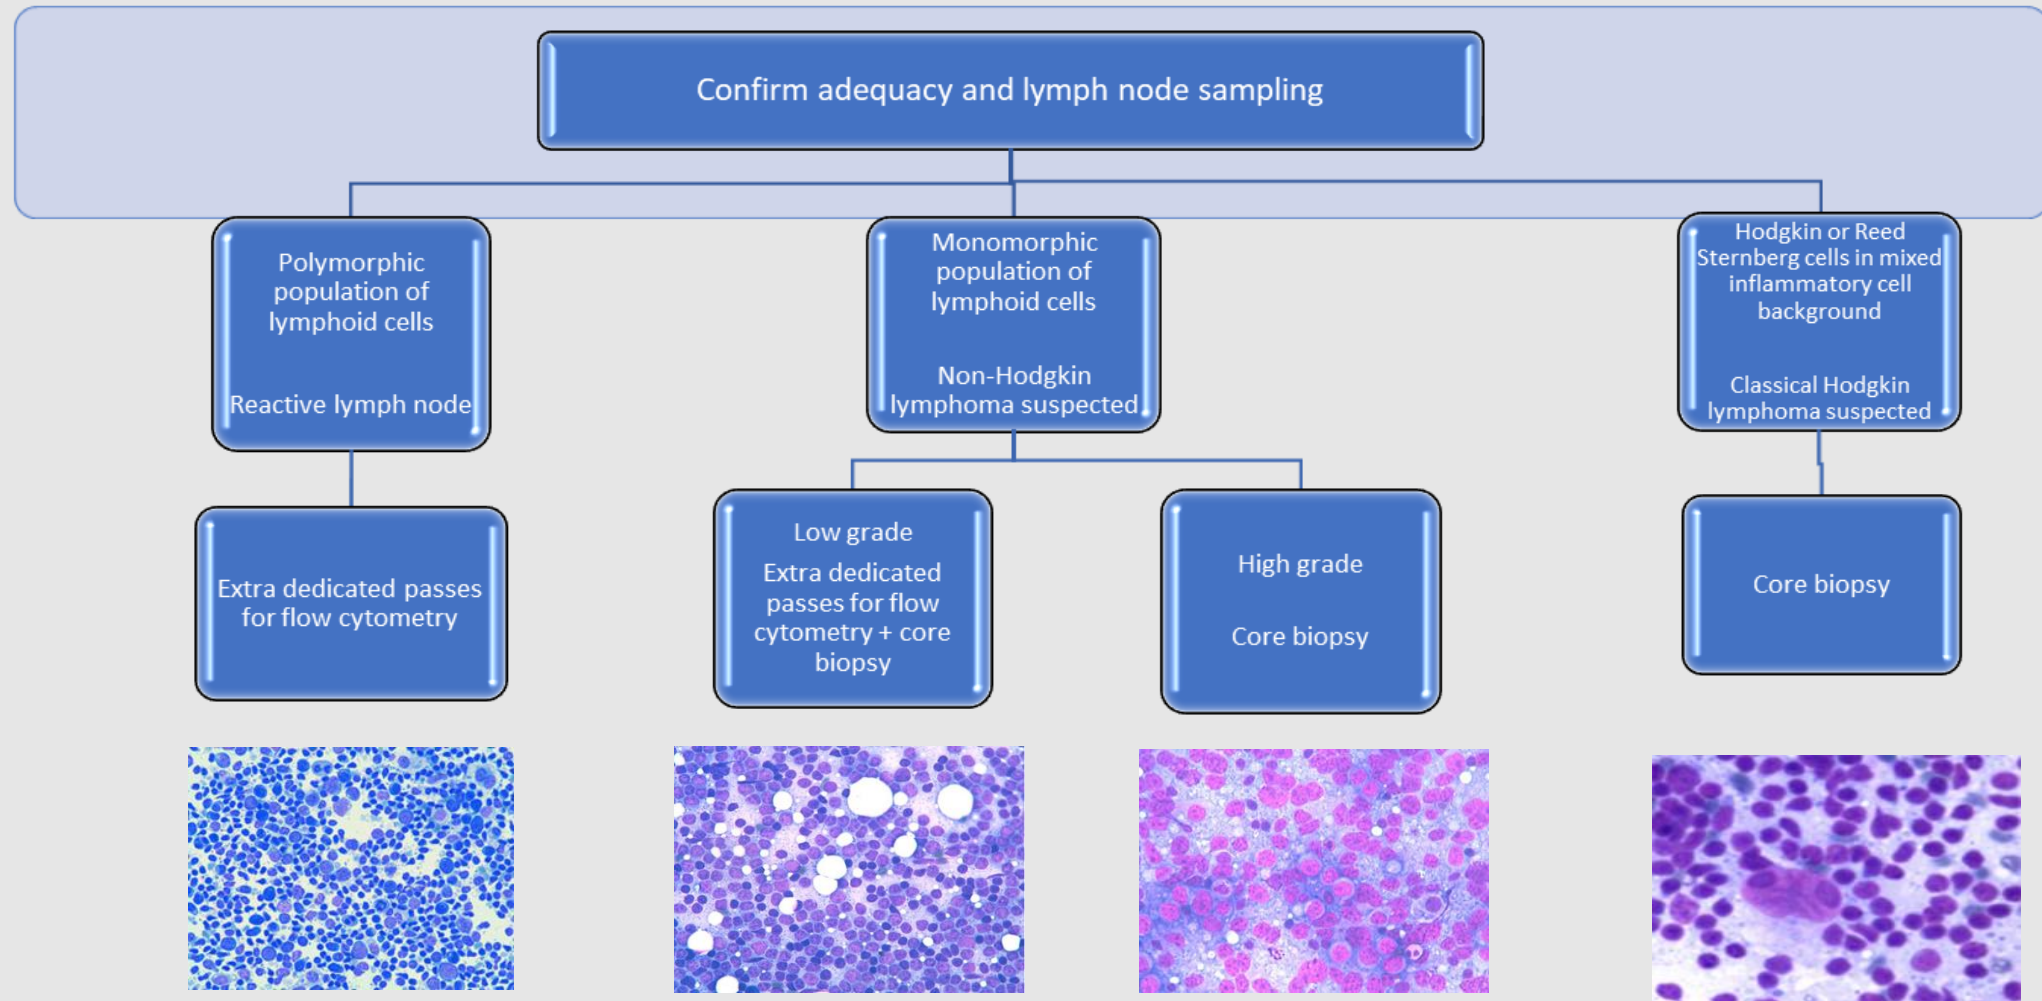 Confirm adequacy and lymph node sampling
Polymorphic
population of
lymphoid cells
Reactive lymph node
Monomorphic
population of
lymphoid cells
Non-Hodgkin
lymphoma suspected
Hodgkin or Reed
Sternberg cells in mixed
inflammatory cell
background
Classical Hodgkin
lymphoma suspected
Extra dedicated passes
for flow cytometry
Low grade
Extra dedicated
passes for flow
cytometry + core
biopsy
High grade
Core biopsy
Core biopsy